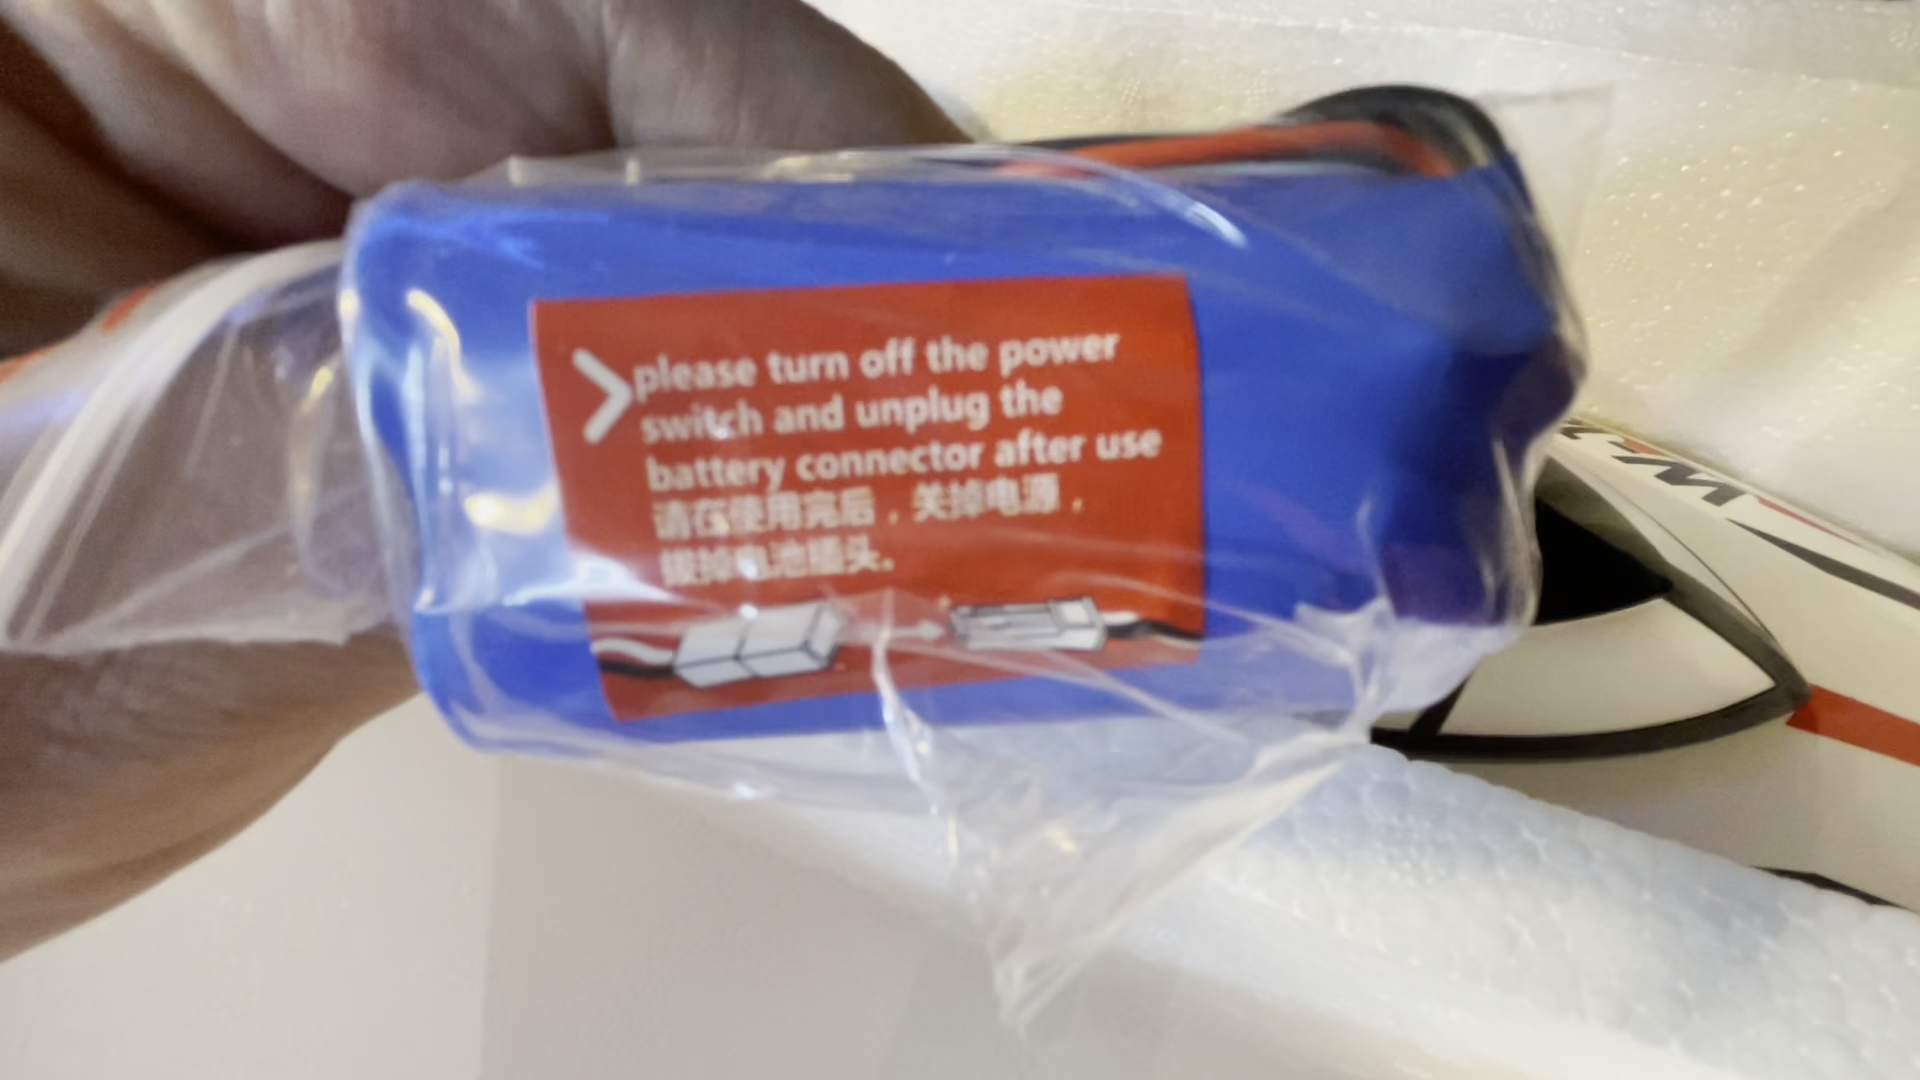 please turn off the power
switch and unplug the
battery connector after use
请在使用完后，关掉电源，
拔掉电池插头.